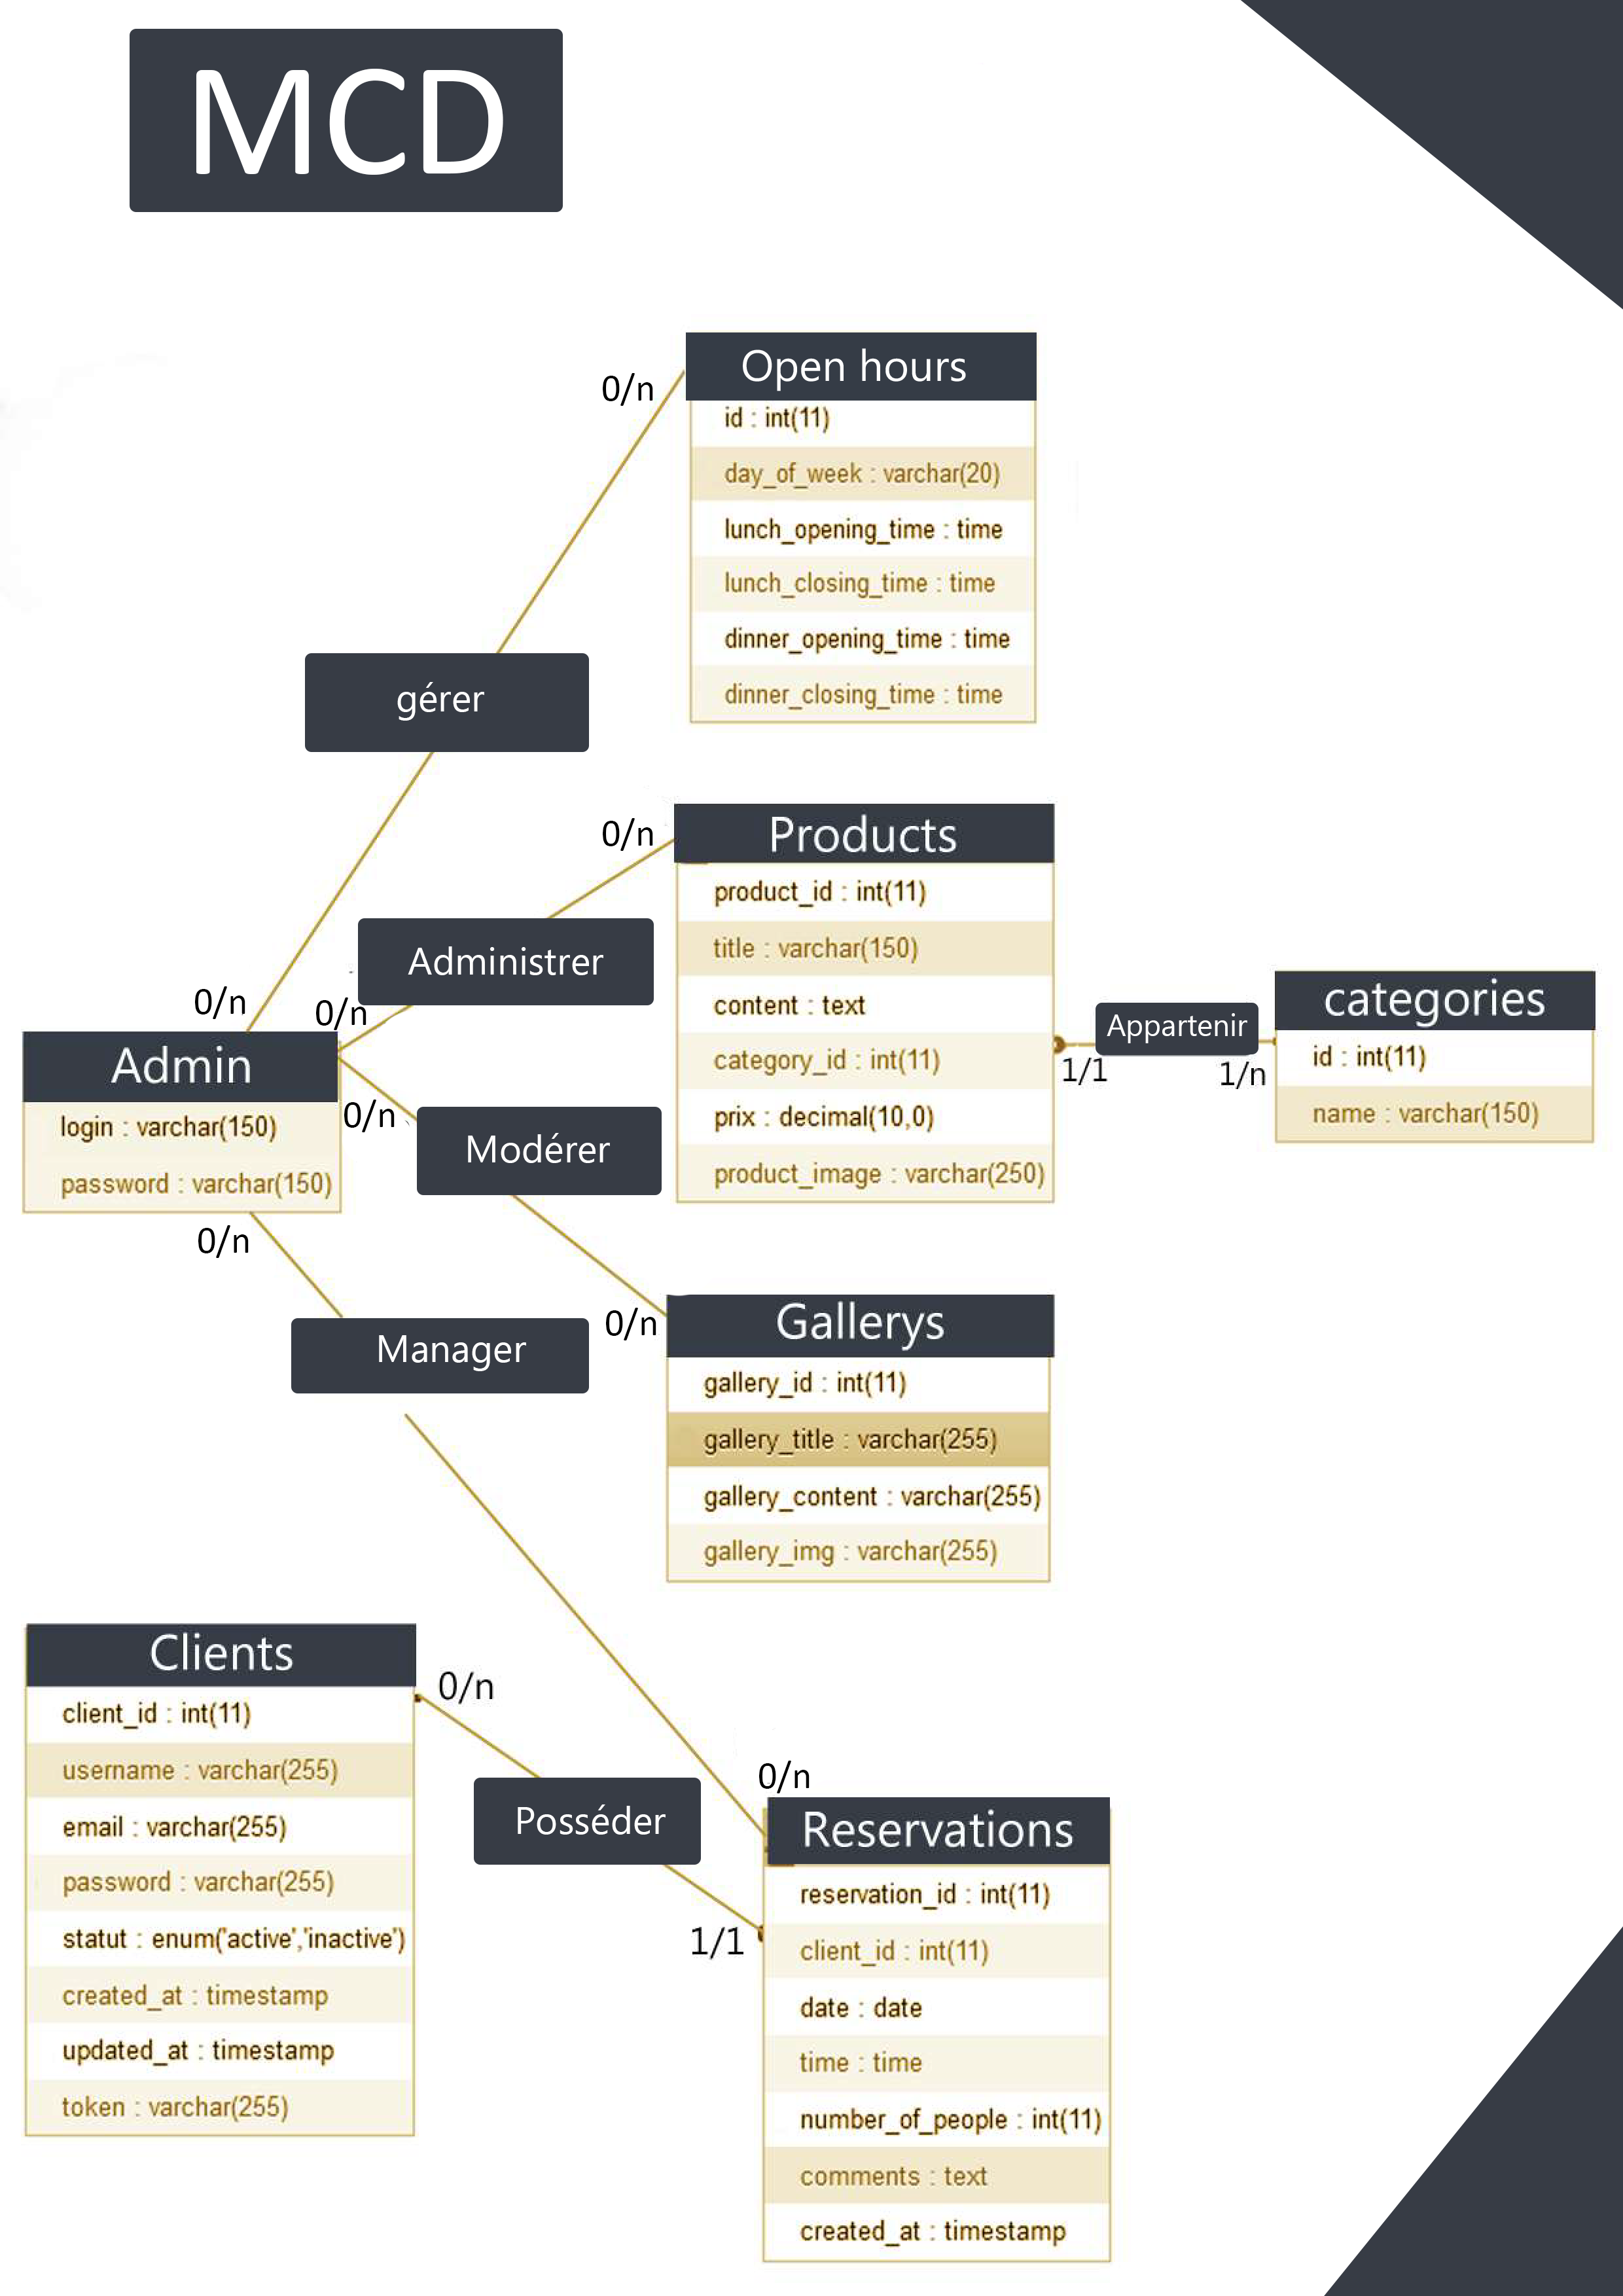 MCD
Open hours
0/n
id : int(11)
day_of_week : varchar(20)
lunch_opening_time : time
lunch_closing_time : time
dinner_opening_time : time
dinner_closing_time : time
gérer
0/n
Products
product_id : int(11)
title : varchar(150)
content : text
category_id : int(11)
prix : decimal(10,0)
product_image : varchar(250)
Administrer
0/n
0/n
Appartenir
1/1
1/n
categories
id : int(11)
name : varchar(150)
Admin
login : varchar(150)
password : varchar(150)
0/n
Modérer
0/n
Manager
0/n
Gallerys
gallery_id : int(11)
gallery_title : varchar(255)
gallery_content : varchar(255)
gallery_img : varchar(255)
Clients
client_id : int(11)
username : varchar(255)
email : varchar(255)
password : varchar(255)
statut : enum('active','inactive')
created_at : timestamp
updated_at : timestamp
token : varchar(255)
0/n
Posséder
1/1
0/n
Reservations
reservation_id : int(11)
client_id : int(11)
date : date
time : time
number_of_people : int(11)
comments : text
created_at : timestamp